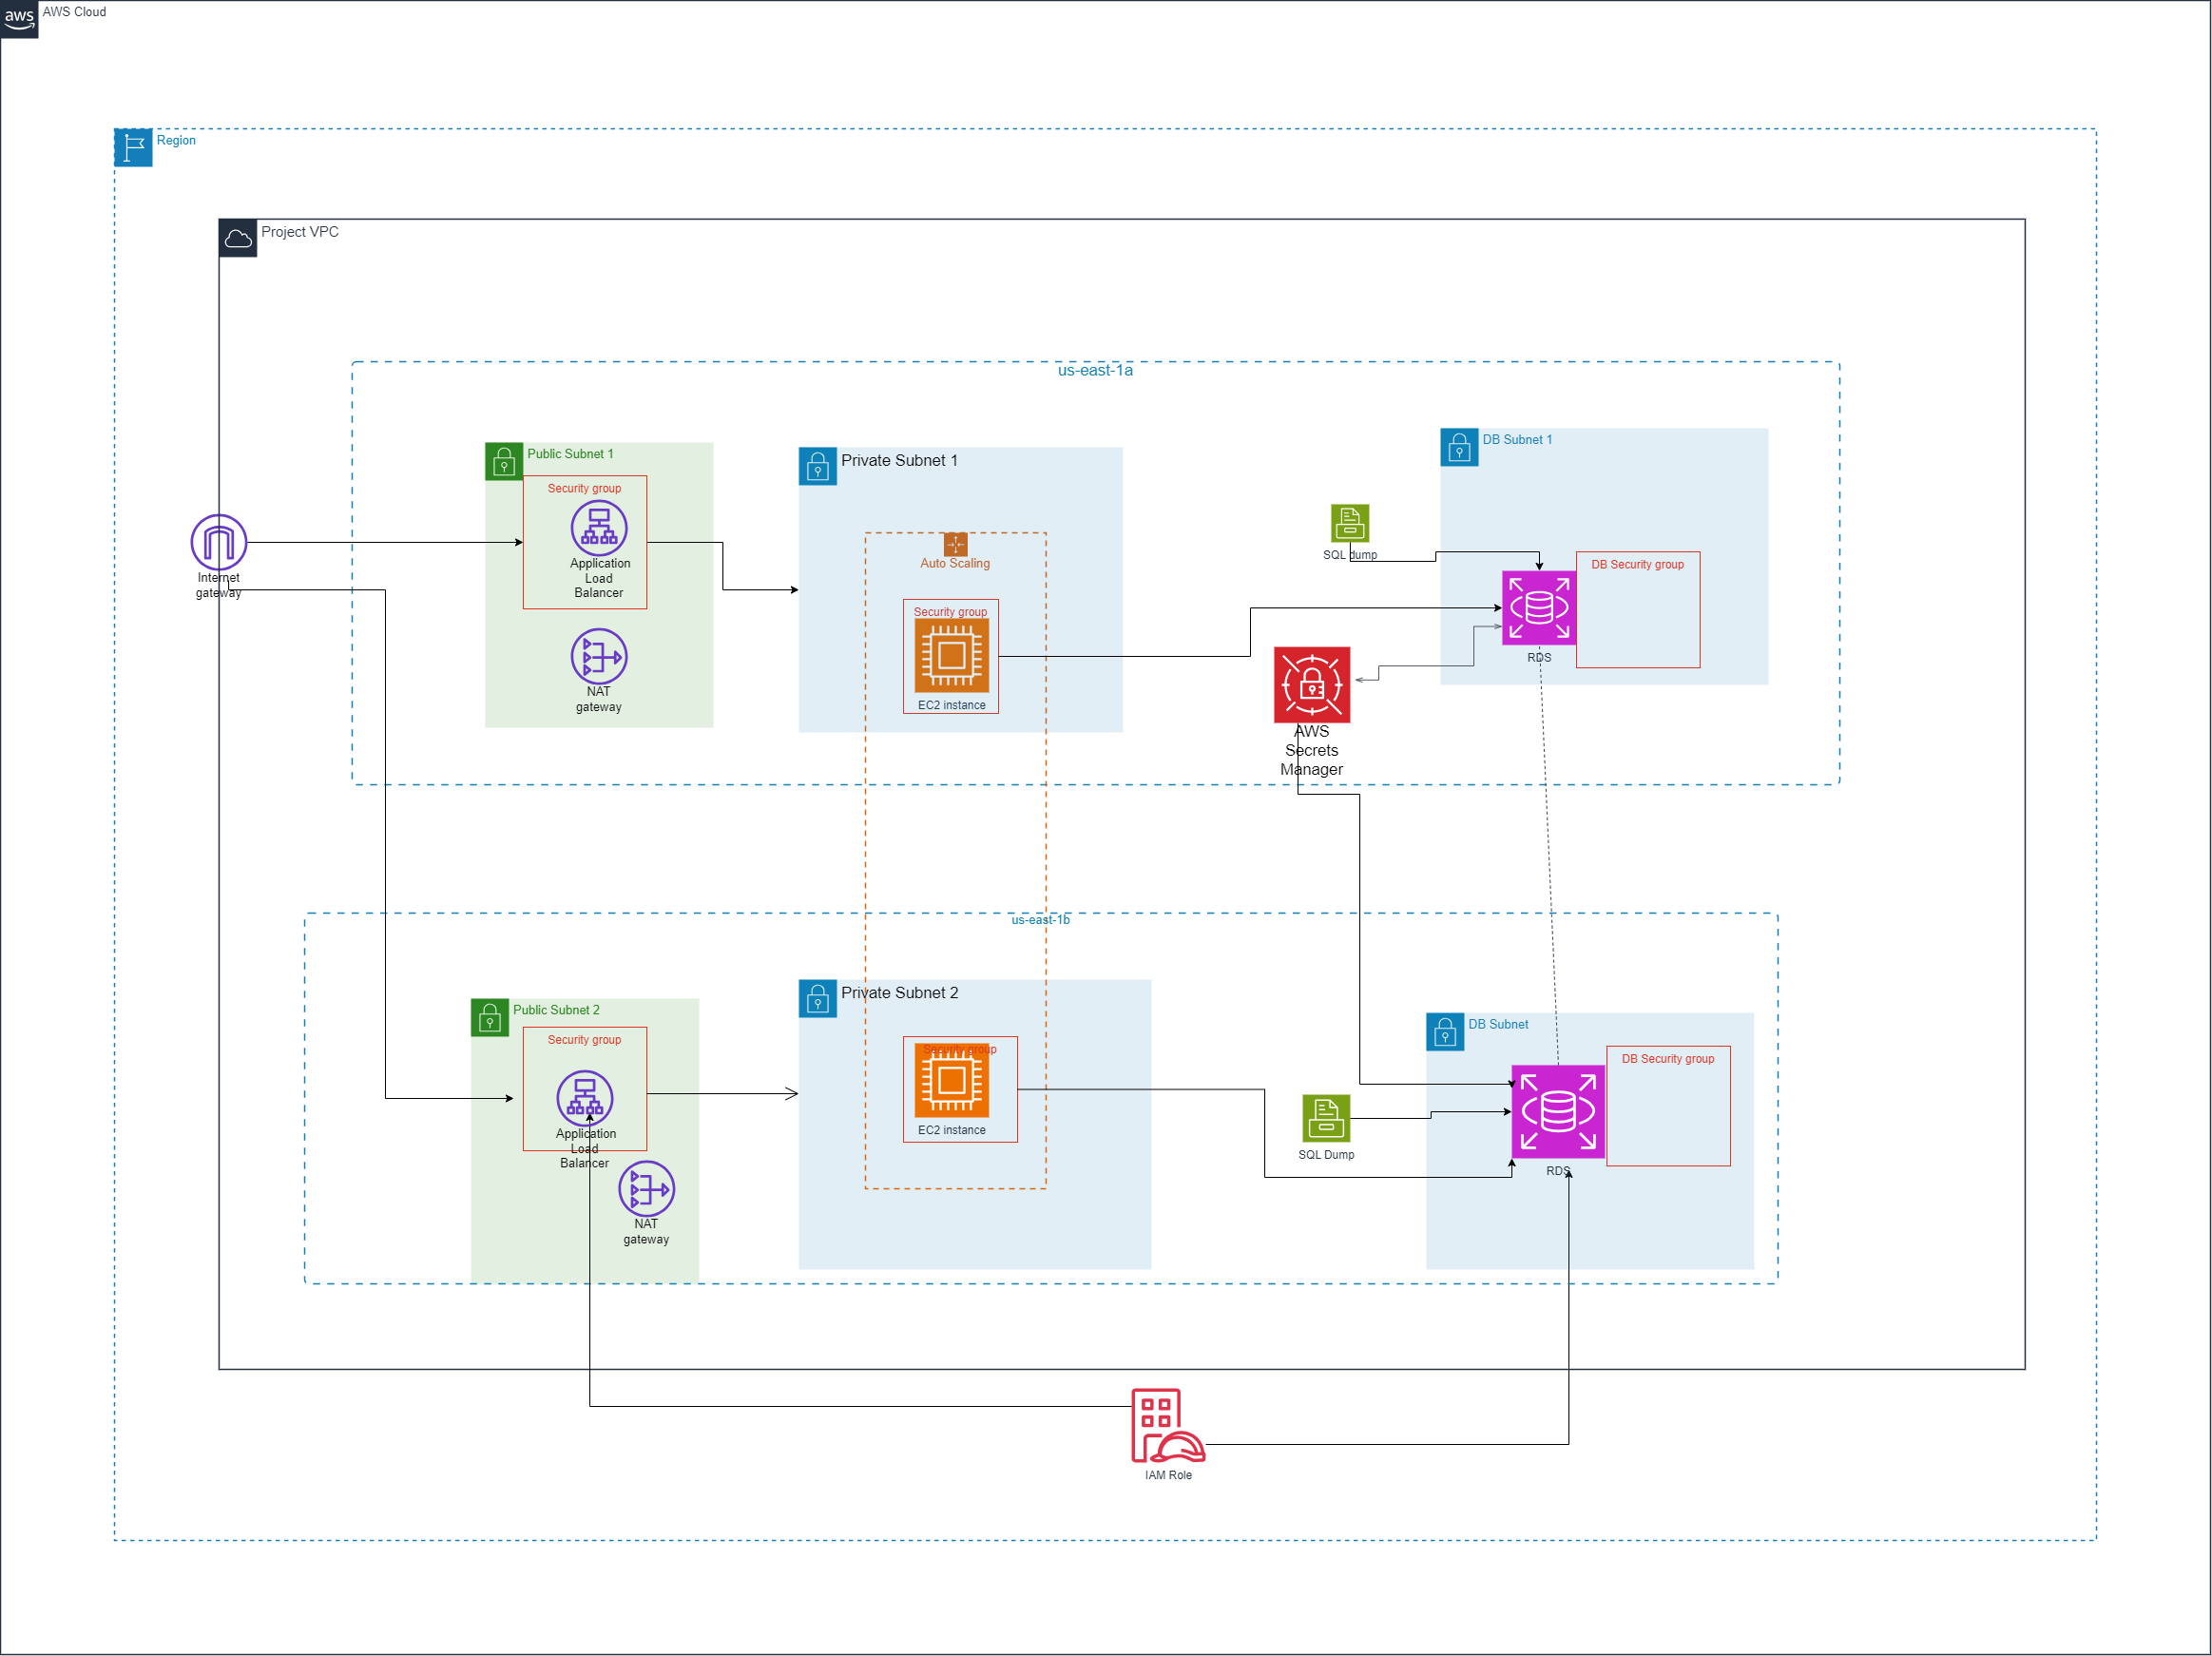 aws
AWS Cloud
Region
Project VPC
us-east-1a
Public Subnet 1
Security group
Application
Load
Balancer
NAT
gateway
Internet
gateway
Private Subnet 1
Auto Scaling
Security group
EC2 instance
SQL dump
DB Subnet 1
DB Security group
RDS
AWS
Secrets
Manager
us-east-1b
Public Subnet 2
Security group
Application
Load
Balancer
NAT
gateway
Private Subnet 2
Security group
EC2 instance
SQL Dump
DB Subnet
DB Security group
RDS
IAM Role